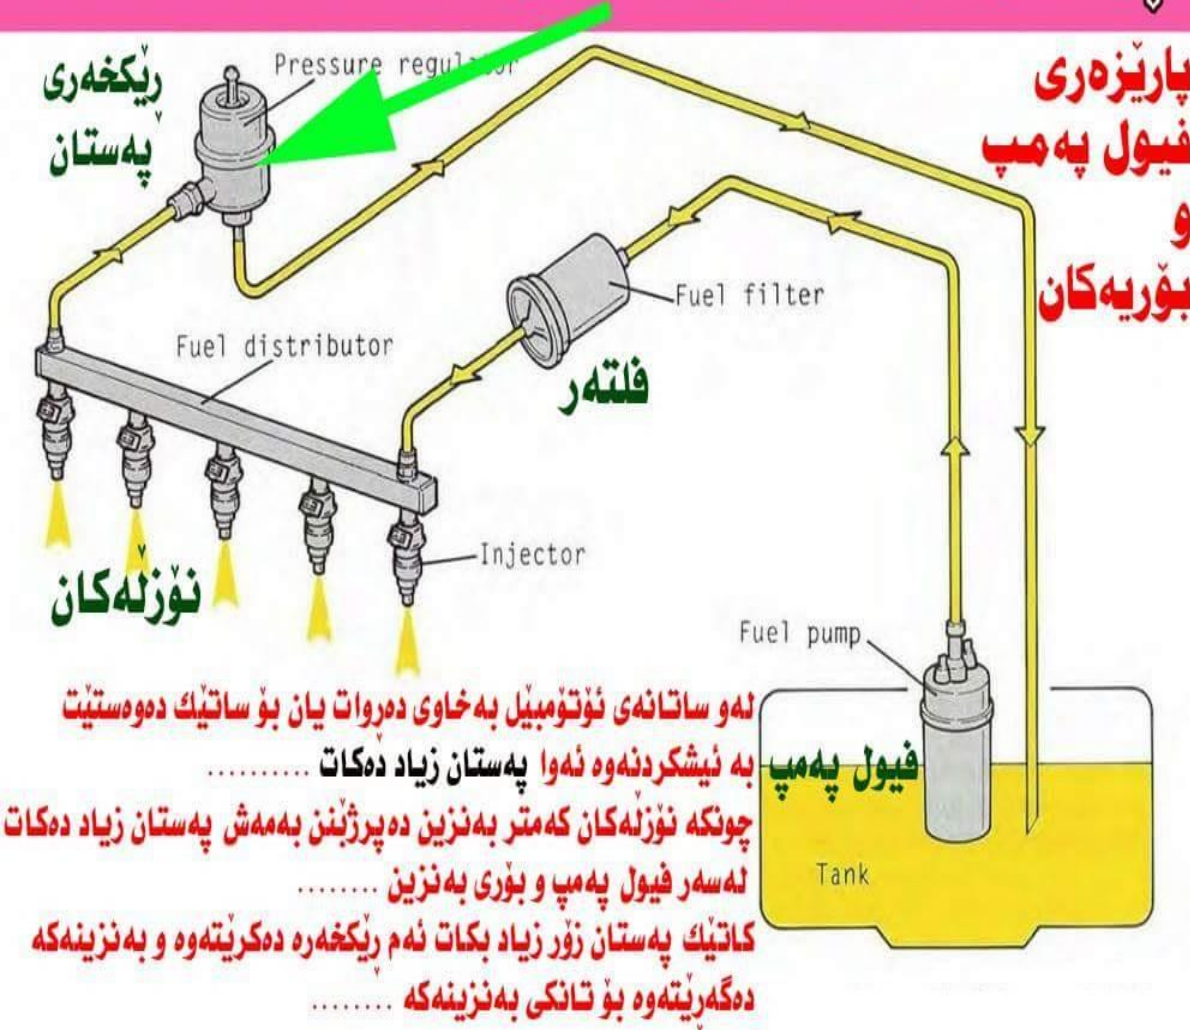 Pressure regulator
ڕێکخەری
پەستان
پارێزەری
فیول پەمپ
و
بۆریەکان
Fuel filter
فلتەر
Fuel distributor
Injector
نۆزڵەکان
Fuel pump
فیول پەمپ
Tank
لەو ساتانەی ئۆتۆمبێل بەخاوی دەڕوات یان بۆ ساتێك دەوەستێت
بە ئیشکردنەوە ئەوا پەستان زیاد دەکات ..........
چونکە نۆزڵەکان کەمتر بەنزین دەپرژێنن بەمەش پەستان زیاد دەکات
لەسەر فیول پەمپ و بۆری بەنزین ........
کاتێك پەستان زۆر زیاد بکات ئەم ڕێکخەرە دەکرێتەوە و بەنزینەکە
دەگەڕێتەوە بۆ تانکی بەنزینەکە ........